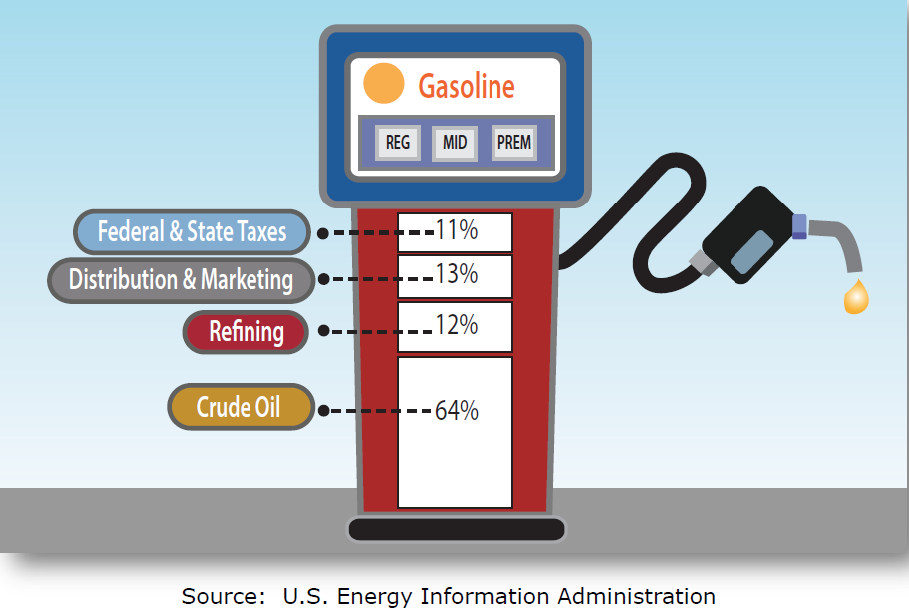 Gasoline
REG MID PREM
Federal & State Taxes 11%
Distribution & Marketing 13%
Refining 12%
Crude Oil 64%
Source: U.S. Energy Information Administration